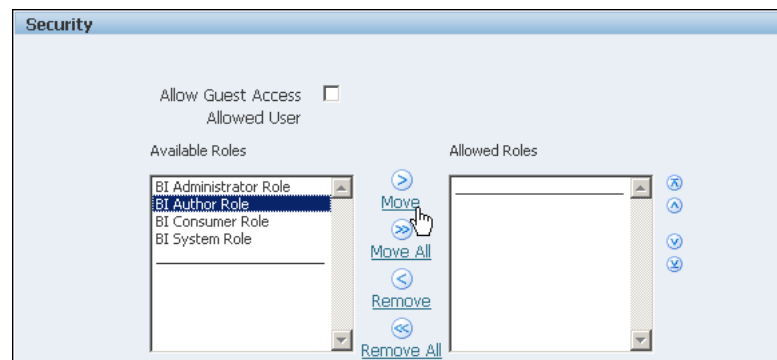 Security
Allow Guest Access
Allowed User
Available Roles
Allowed Roles
BI Administrator Role
BI Author Role
BI Consumer Role
BI System Role
Move
Move All
Remove
Remove All